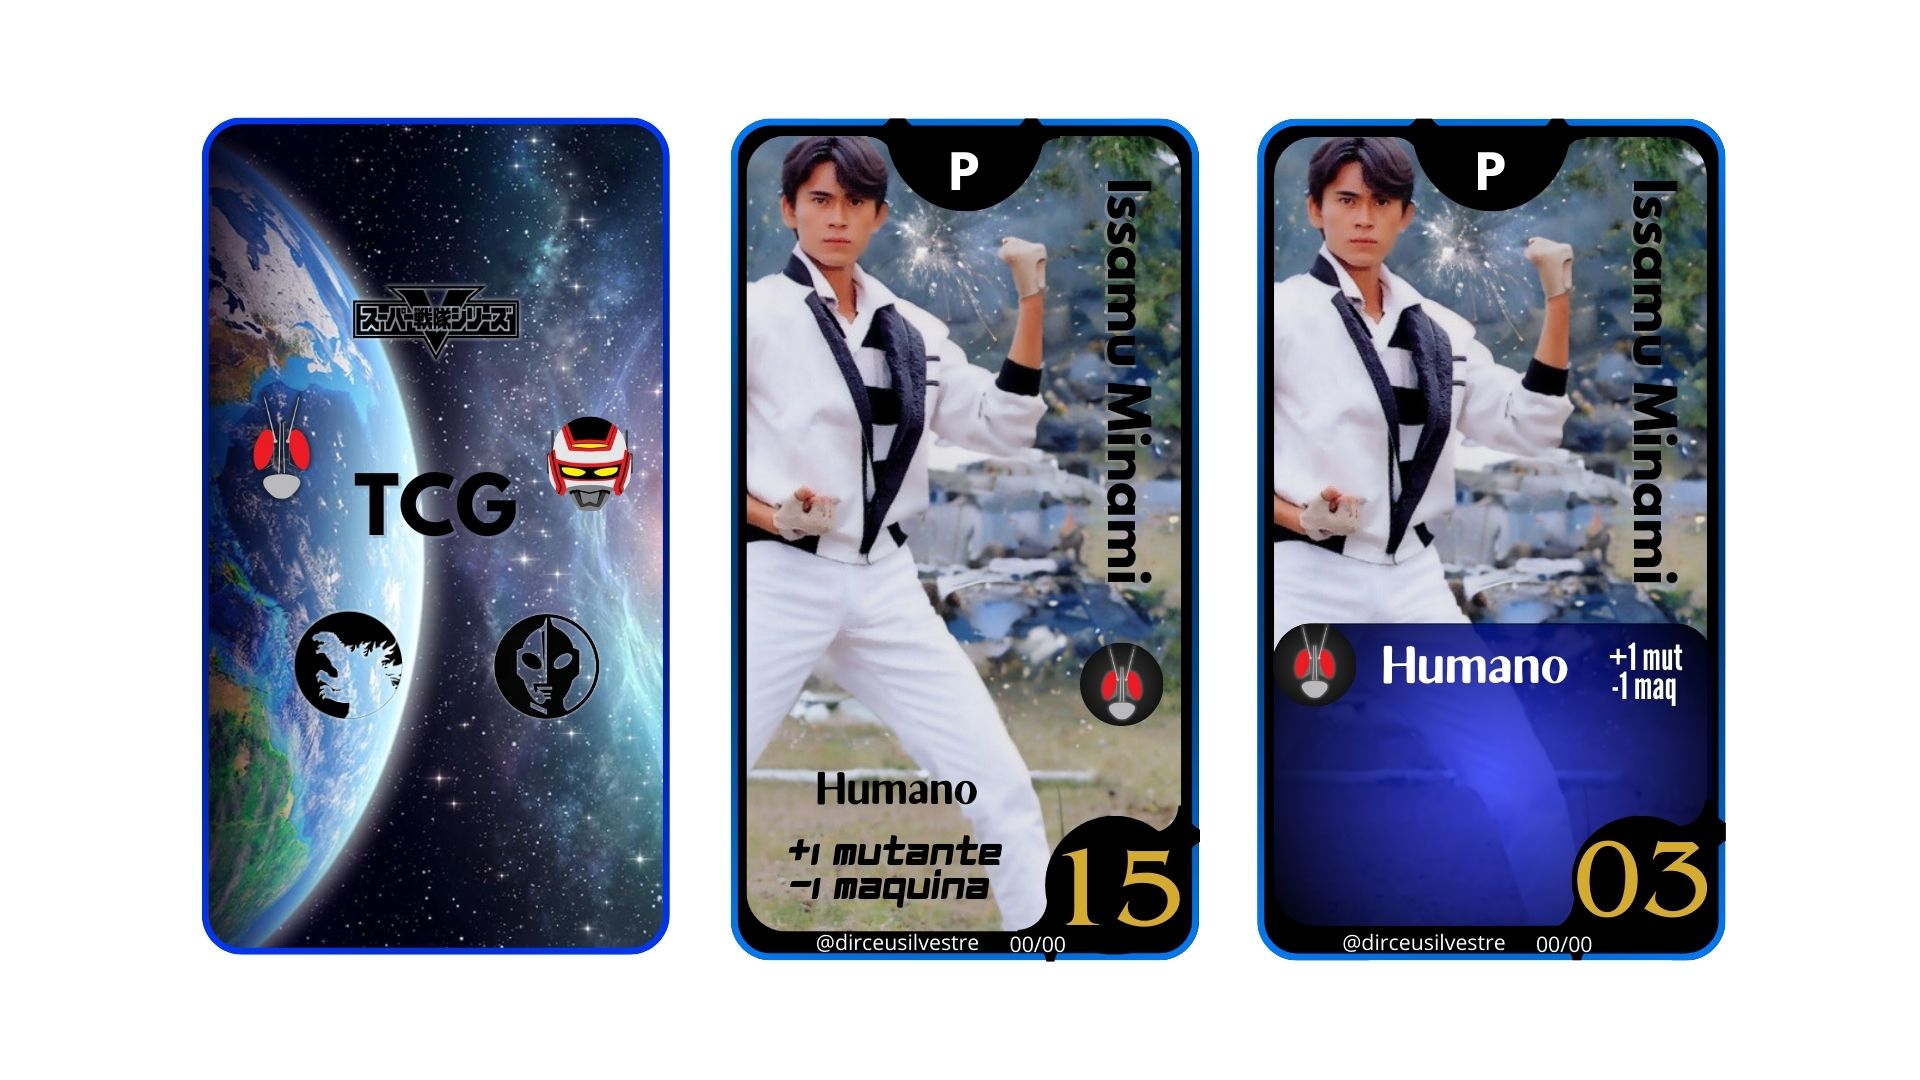 スーパー戦隊シリーズ
TCG
P
Issamu Minami
Humano
+1 mutante
-1 maquina
15
@dirceusilvestre 00/00
P
Issamu Minami
Humano
+1 mut
-1 maq
03
@dirceusilvestre 00/00